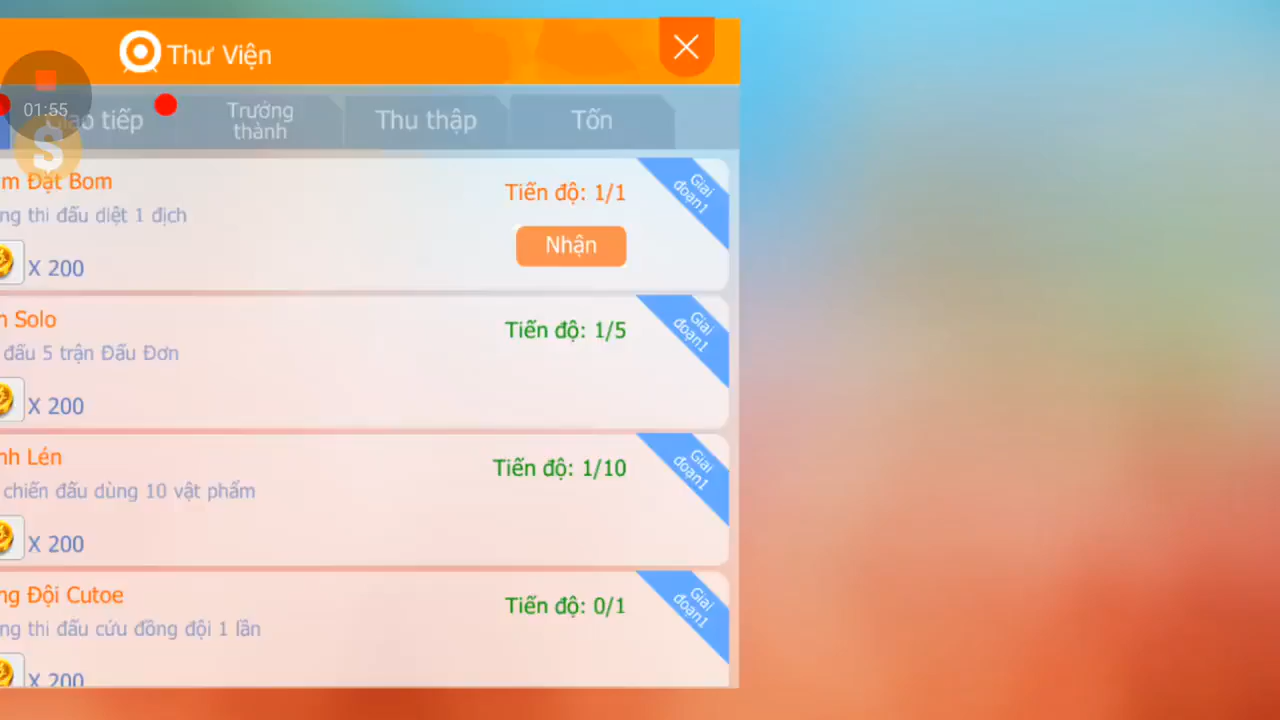 Thư Viện
01:55
Giao tiếp
Trưởng
thành
Thu thập
Tốn
m Đạt Bom
Tiến độ: 1/1
Giai
đoạn1
ng thi đấu diệt 1 địch
Nhận
X 200
n Solo
Tiến độ: 1/5
Giai
đoạn1
đấu 5 trận Đấu Đơn
X 200
nh Lén
Tiến độ: 1/10
Giai
đoạn1
chiến đấu dùng 10 vật phẩm
X 200
ng Đội Cutoe
Tiến độ: 0/1
Giai
đoạn1
ng thi đấu cứu đồng đội 1 lần
X 200